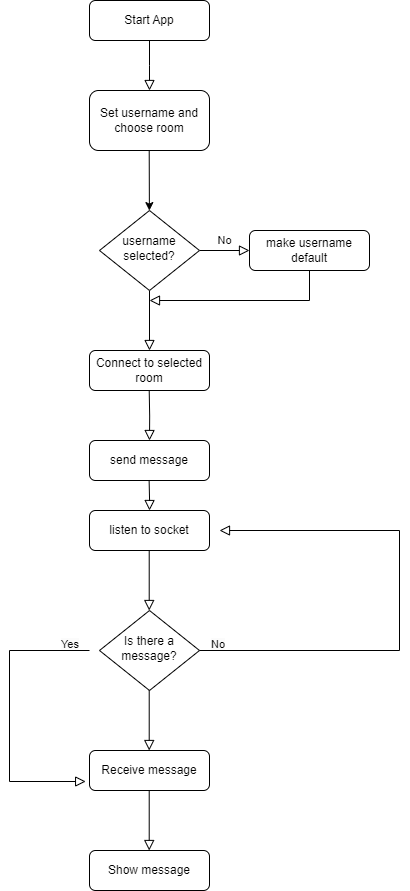 Start App
Set username and
choose room
username
selected?
No
make username
default
Connect to selected
room
send message
listen to socket
Is there a
message?
Yes
No
Receive message
Show message